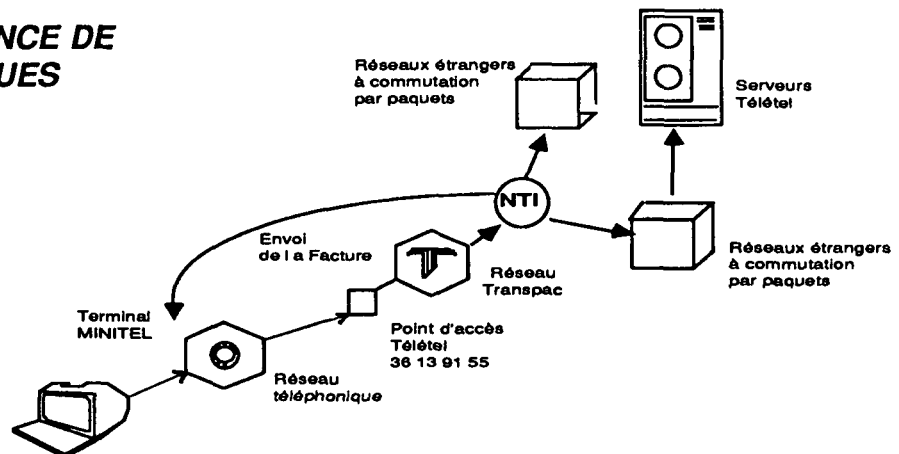 NCE DE
UES
Réseaux étrangers
à commutation
par paquets
Serveurs
Télétel
NTI
Envoi
de la Facture
Réseau
Transpac
Réseaux étrangers
à commutation
par paquets
Terminal
MINITEL
Point d'accès
Télétel
36 13 91 55
Réseau
téléphonique